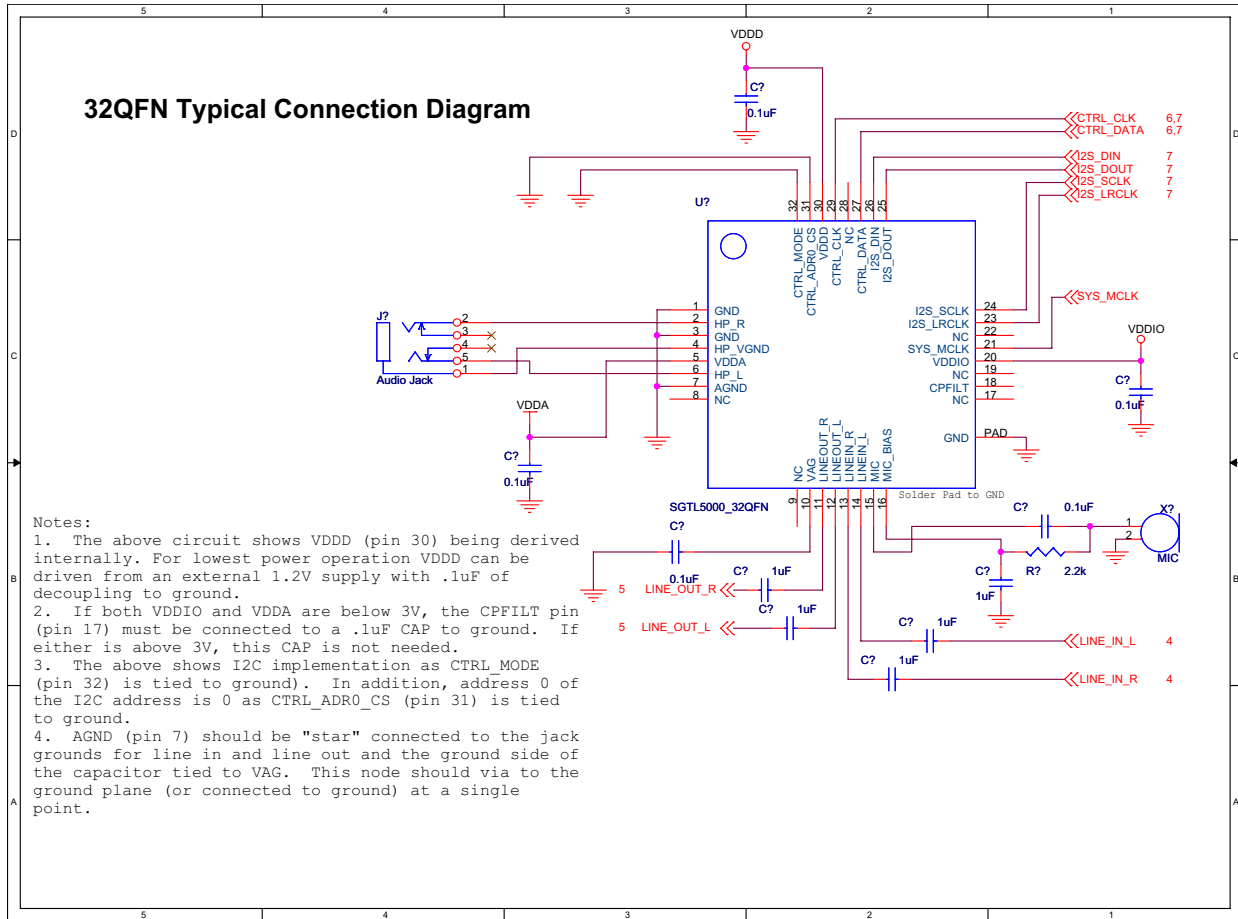 5 4 3 2 1
32QFN Typical Connection Diagram
VDDD
C?
0.1uF
CTRL_CLK 6,7
CTRL_DATA 6,7
I2S_DIN 7
I2S_DOUT 7
I2S_SCLK 7
I2S_LRCLK 7
SYS_MCLK
D
D
U?
32 31 30 29 28 27 26 25
CTRL_MODE
CTRL_ADR0_CS
VDDD
CTRL_CLK
NC
CTRL_DATA
I2S_DIN
I2S_DOUT
J?
2
3
4
5
1
Audio Jack
1 GND
2 HP_R
3 GND
4 HP_VGND
5 VDDA
6 HP_L
7 AGND
8 NC
I2S_SCLK 24
I2S_LRCLK 23
NC 22
SYS_MCLK 21
VDDIO 20
NC 19
CPFILT 18
NC 17
GND PAD
VDDIO
C?
0.1uF
C
C
VDDA
C?
0.1uF
NC
VAG
LINEOUT_R
LINEOUT_L
LINEIN_R
LINEIN_L
MIC
MIC_BIAS
9 10 11 12 13 14 15 16
Solder Pad to GND
SGTL5000_32QFN
C?
0.1uF
C? 1uF
5 LINE_OUT_R
C? 1uF
5 LINE_OUT_L
C? 0.1uF
X?
1
2
MIC
R? 2.2k
C?
1uF
C? 1uF
LINE_IN_L 4
C? 1uF
LINE_IN_R 4
B
B
Notes:
1. The above circuit shows VDDD (pin 30) being derived
internally. For lowest power operation VDDD can be
driven from an external 1.2V supply with .1uF of
decoupling to ground.
2. If both VDDIO and VDDA are below 3V, the CPFILT pin
(pin 17) must be connected to a .1uF CAP to ground. If
either is above 3V, this CAP is not needed.
3. The above shows I2C implementation as CTRL_MODE
(pin 32) is tied to ground). In addition, address 0 of
the I2C address is 0 as CTRL_ADR0_CS (pin 31) is tied
to ground.
4. AGND (pin 7) should be "star" connected to the jack
grounds for line in and line out and the ground side of
the capacitor tied to VAG. This node should via to the
ground plane (or connected to ground) at a single
point.
A
A
5 4 3 2 1